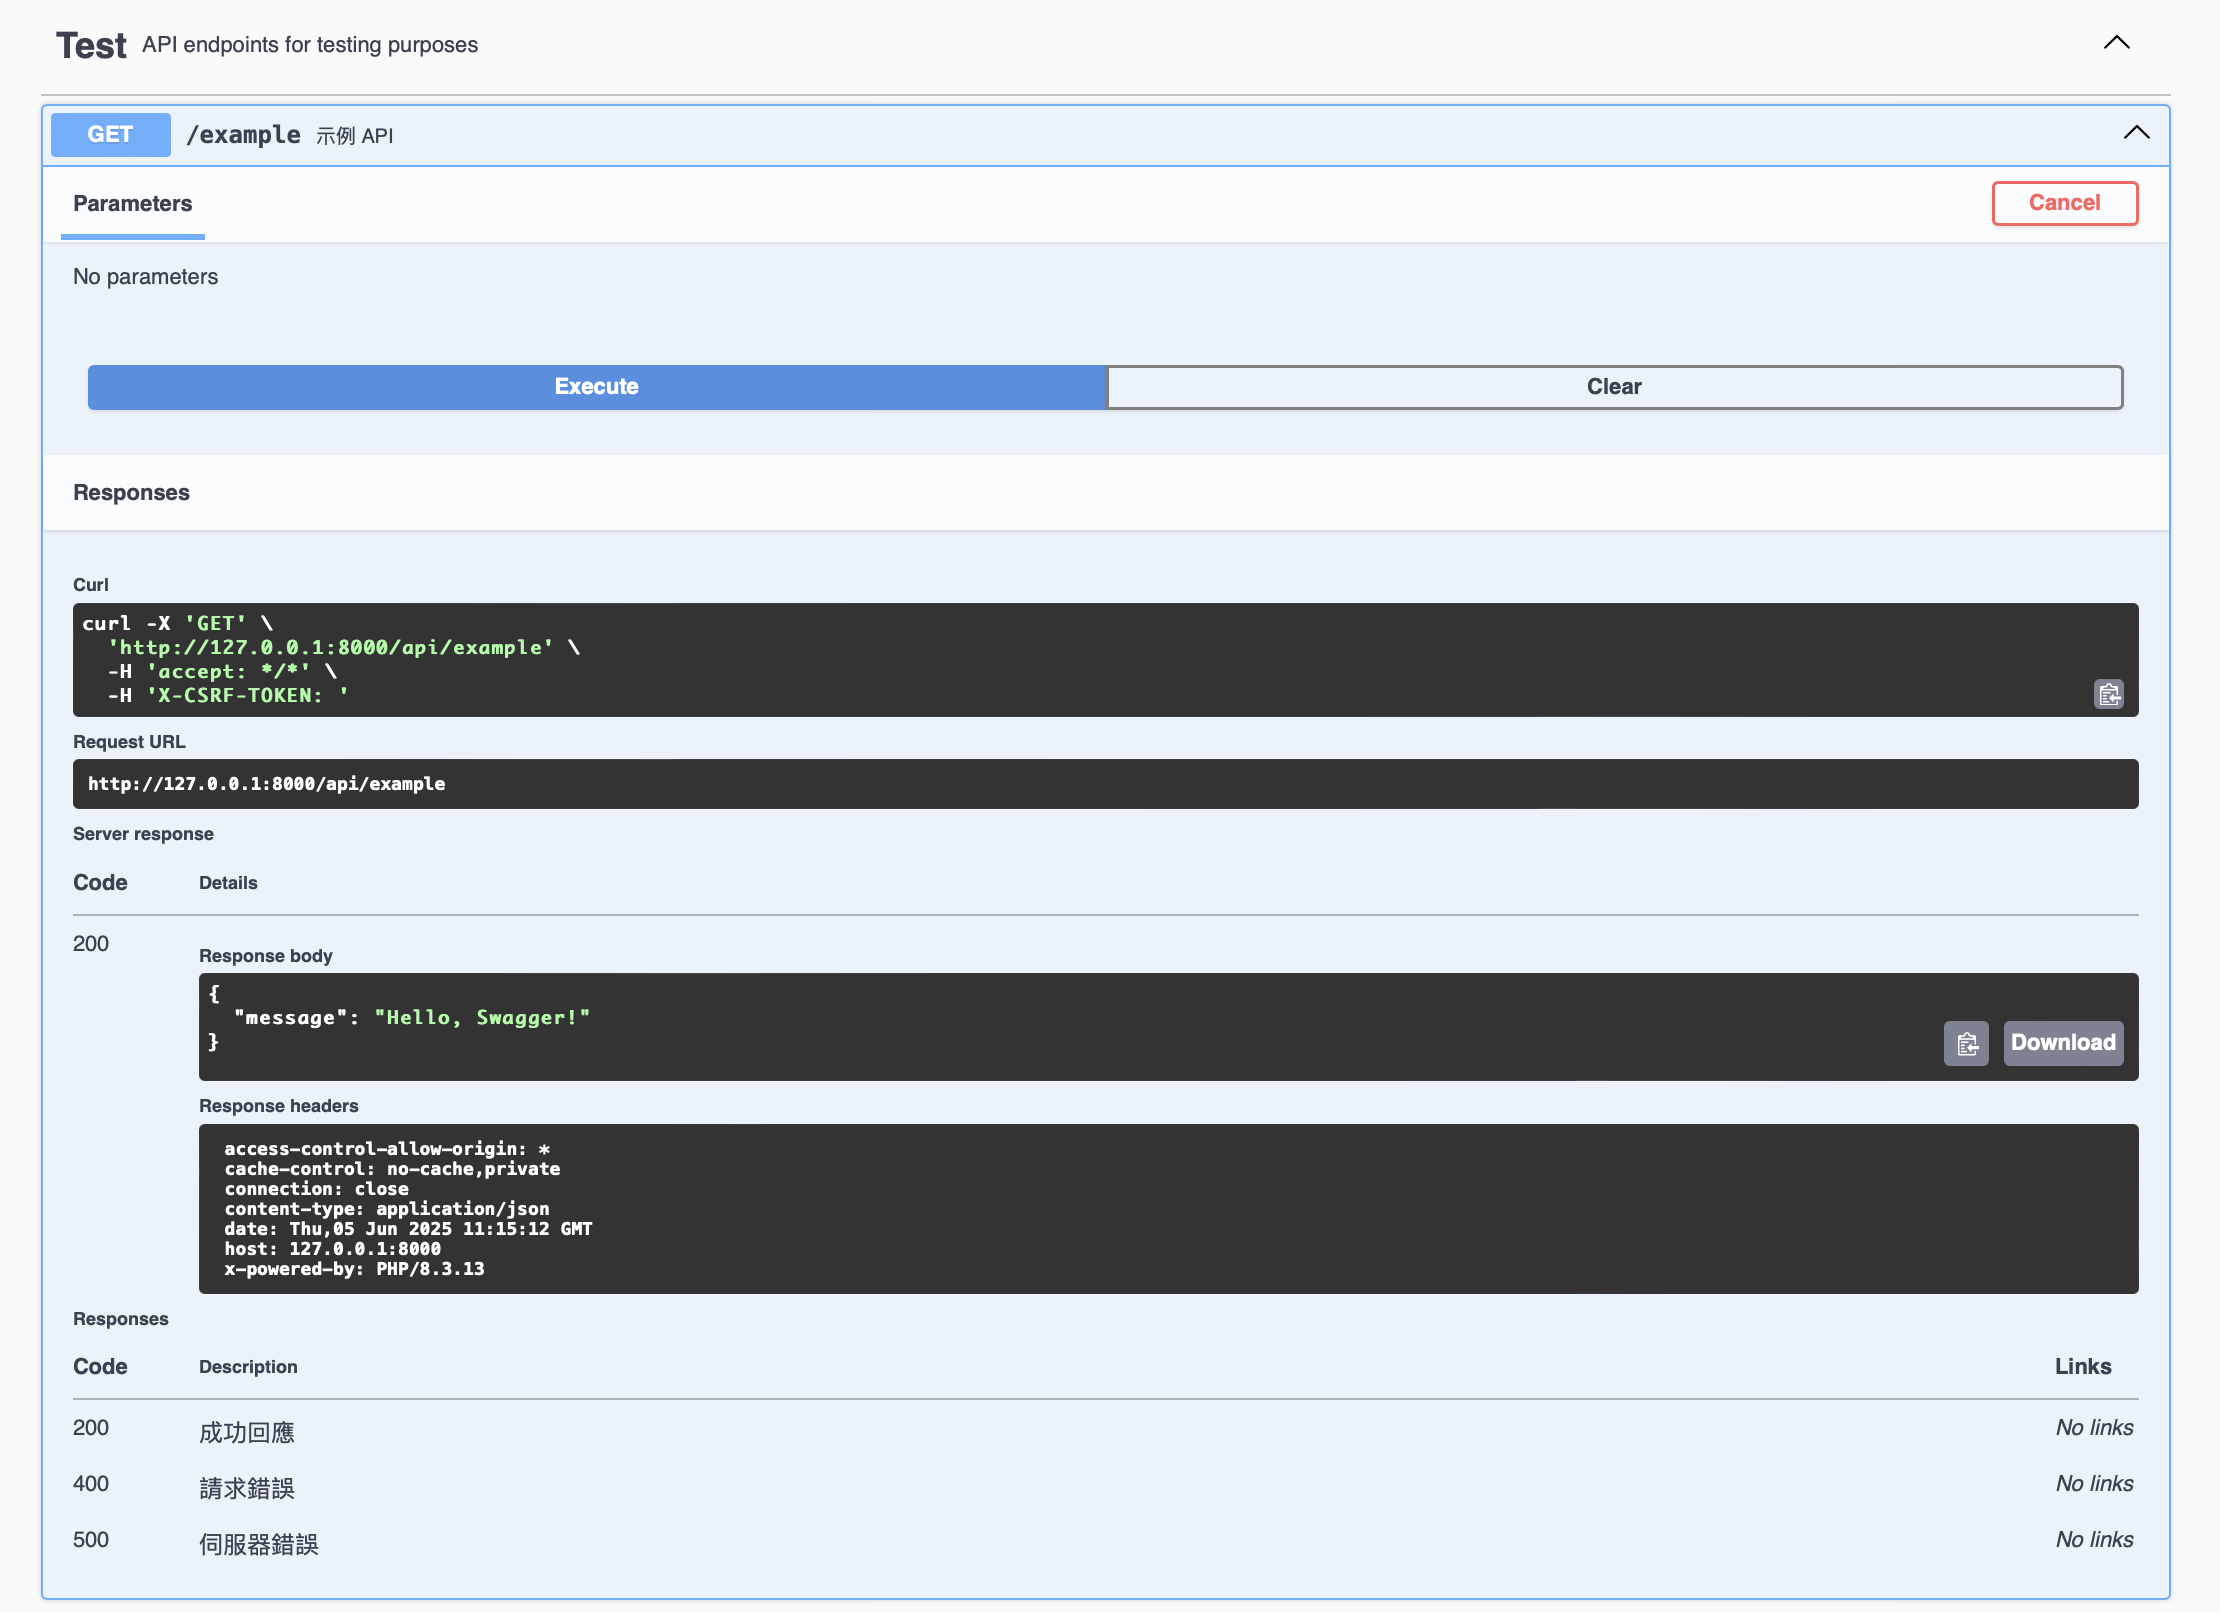 Test API endpoints for testing purposes
GET /example 示例 API
Parameters
Cancel
No parameters
Execute
Clear
Responses
Curl
curl -X 'GET' \
  'http://127.0.0.1:8000/api/example' \
  -H 'accept: */*' \
  -H 'X-CSRF-TOKEN: '
Request URL
http://127.0.0.1:8000/api/example
Server response
Code Details
200
Response body
{
  "message": "Hello, Swagger!"
}
Download
Response headers
access-control-allow-origin: *
cache-control: no-cache,private
connection: close
content-type: application/json
date: Thu,05 Jun 2025 11:15:12 GMT
host: 127.0.0.1:8000
x-powered-by: PHP/8.3.13
Responses
Code Description Links
200 成功回應 No links
400 請求錯誤 No links
500 伺服器錯誤 No links